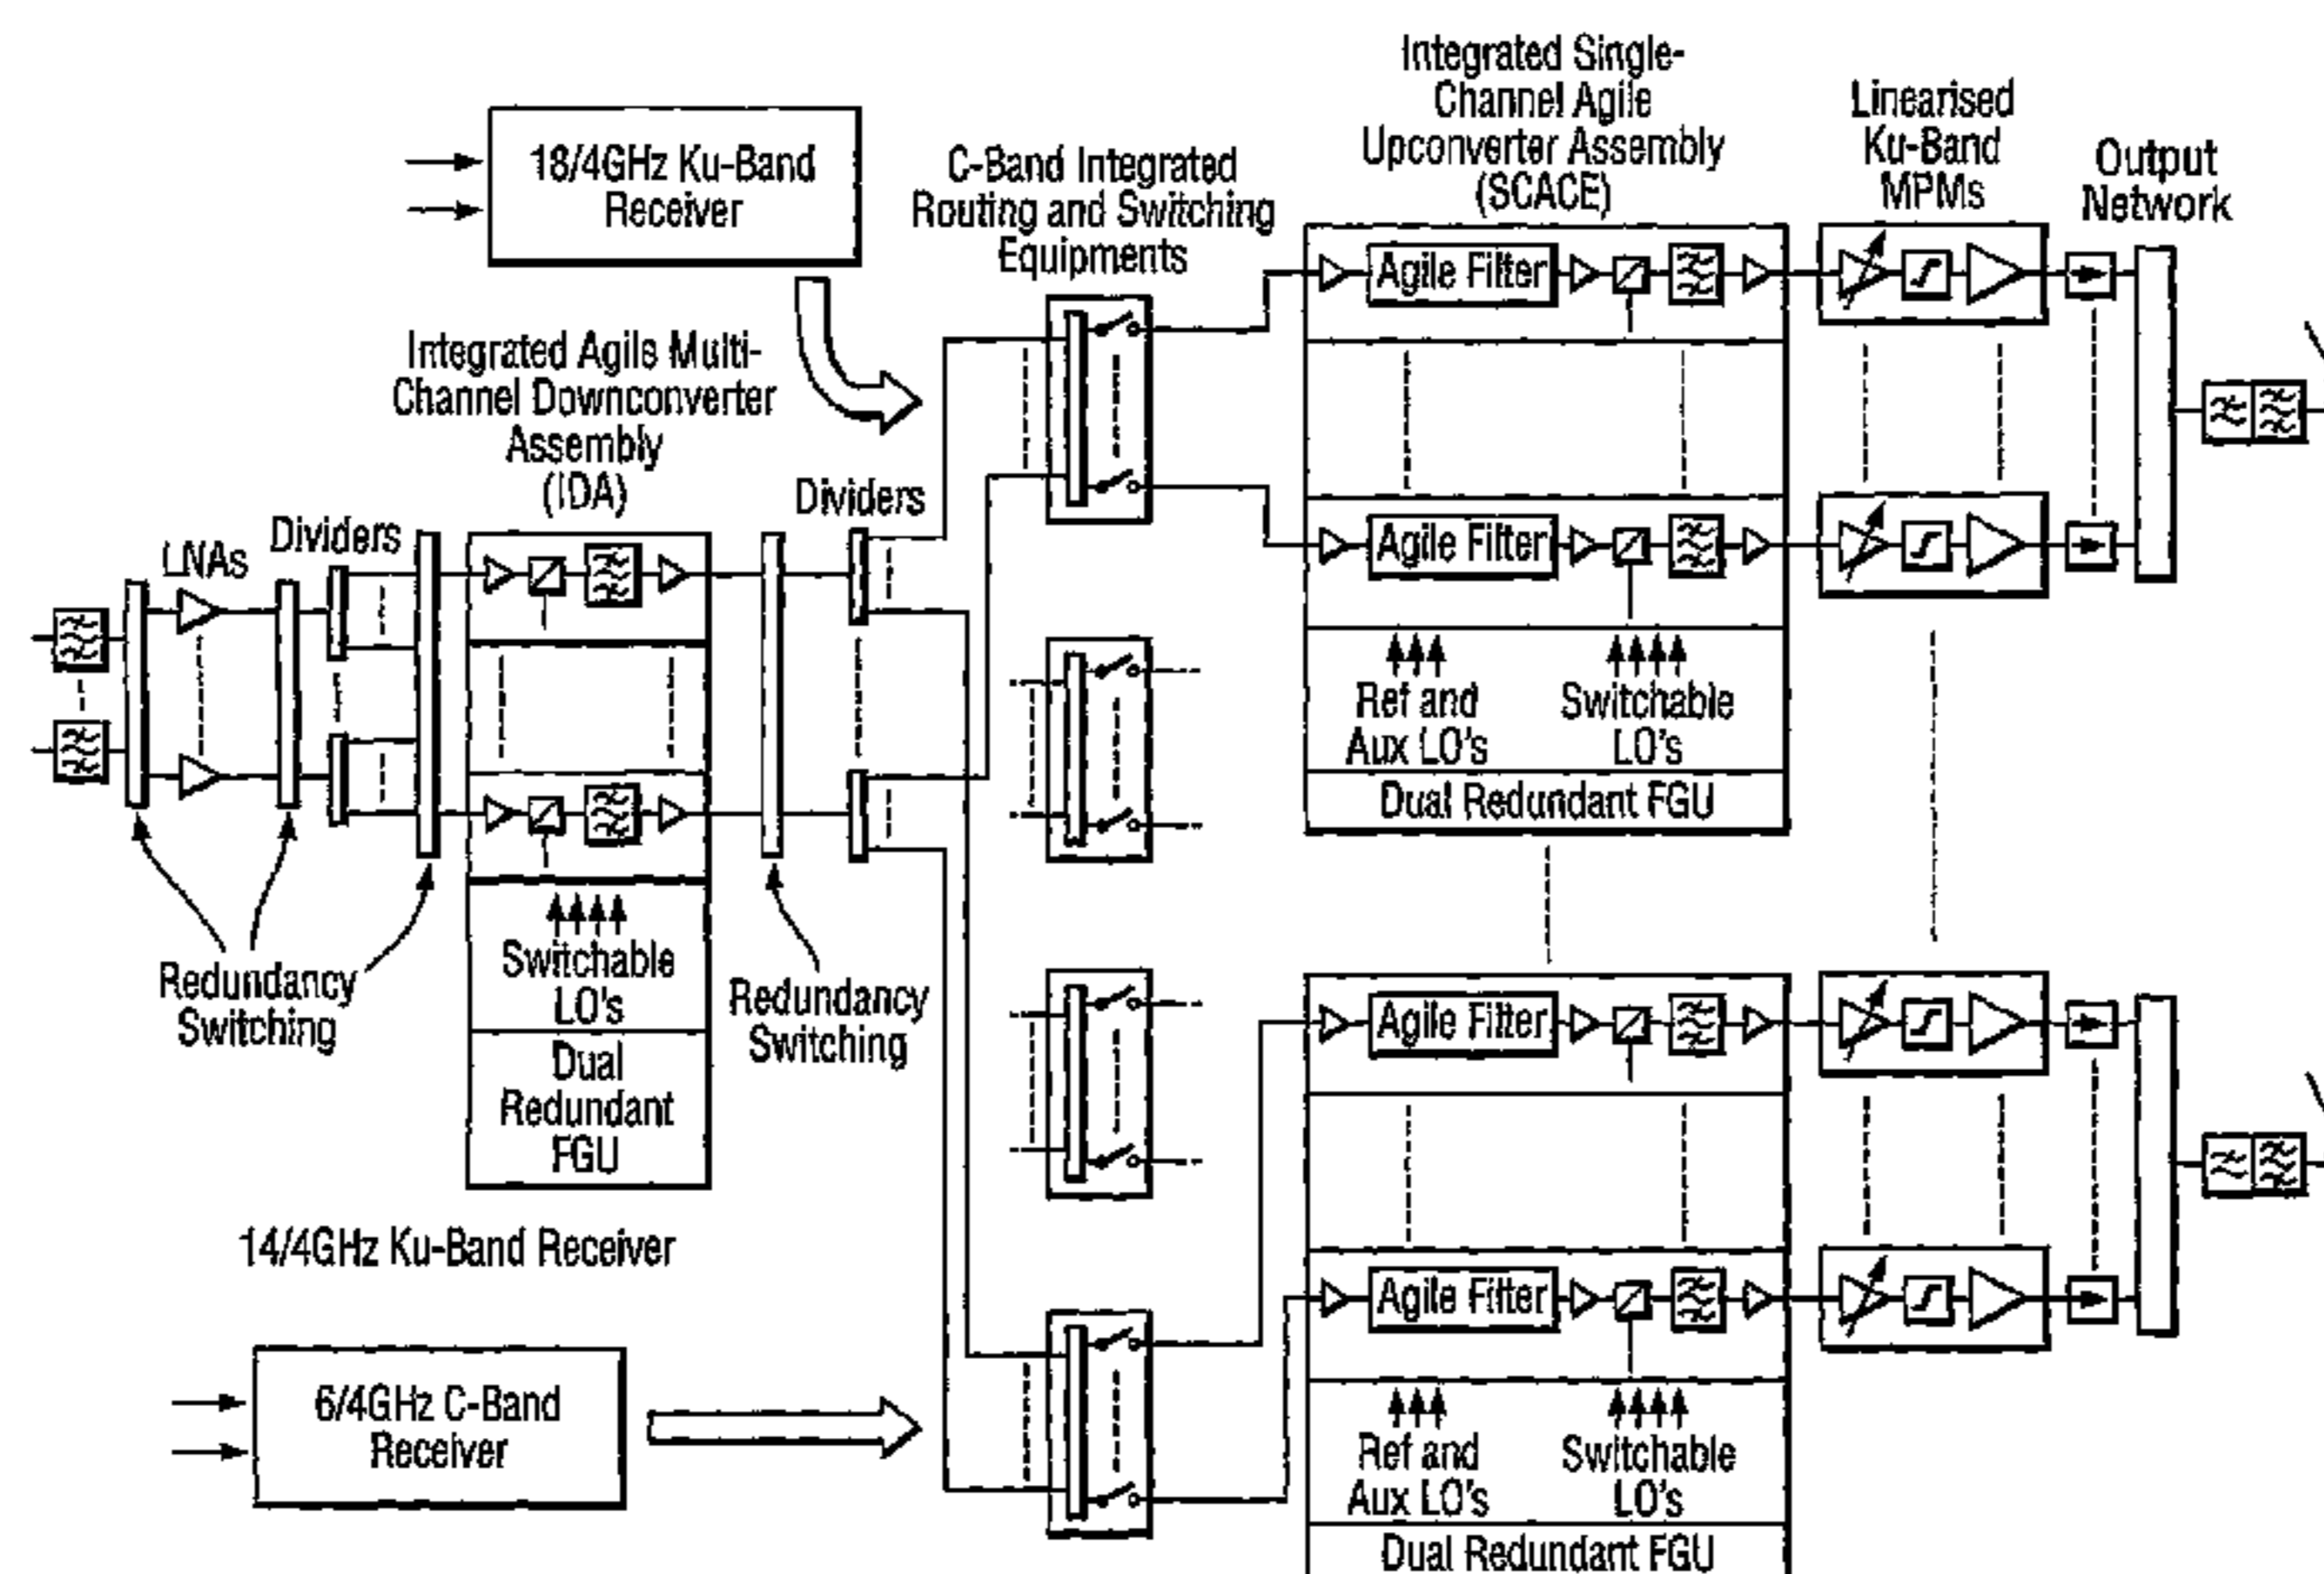 Integrated Single-
Channel Agile
Upconverter Assembly
(SCACE)
Linearised
Ku-Band
MPMs
Output
Network
18/4GHz Ku-Band
Receiver
C-Band Integrated
Routing and Switching
Equipments
Integrated Agile Multi-
Channel Downconverter
Assembly
(IDA)
Dividers
LNAs
Dividers
Agile Filter
Agile Filter
Ref and
Aux LO's
Switchable
LO's
Dual Redundant FGU
Redundancy
Switching
Switchable
LO's
Dual
Redundant
FGU
Redundancy
Switching
14/4GHz Ku-Band Receiver
6/4GHz C-Band
Receiver
Agile Filter
Agile Filter
Ref and
Aux LO's
Switchable
LO's
Dual Redundant FGU